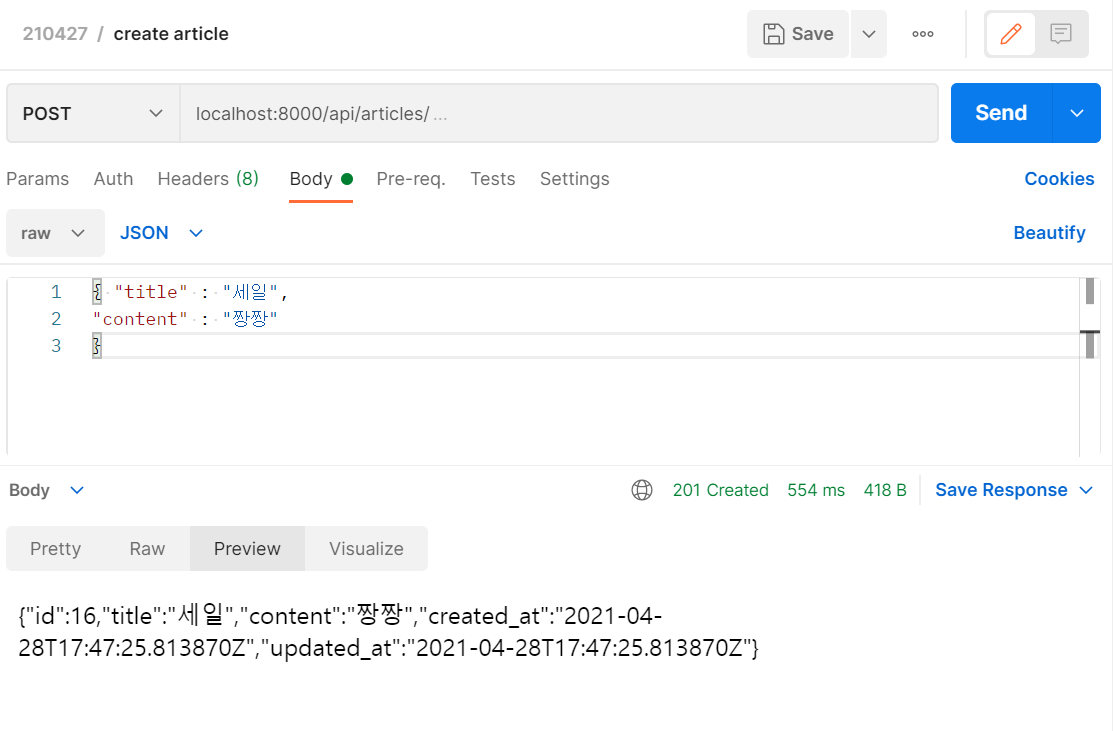 210427 / create article
Save
POST
localhost:8000/api/articles/ ...
Send
Params Auth Headers (8) Body Pre-req. Tests Settings Cookies
raw JSON Beautify
1 { "title" : "세일",
2 "content" : "짱짱"
3 }
Body 201 Created 554 ms 418 B Save Response
Pretty Raw Preview Visualize
{"id":16,"title":"세일","content":"짱짱","created_at":"2021-04-
28T17:47:25.813870Z","updated_at":"2021-04-28T17:47:25.813870Z"}